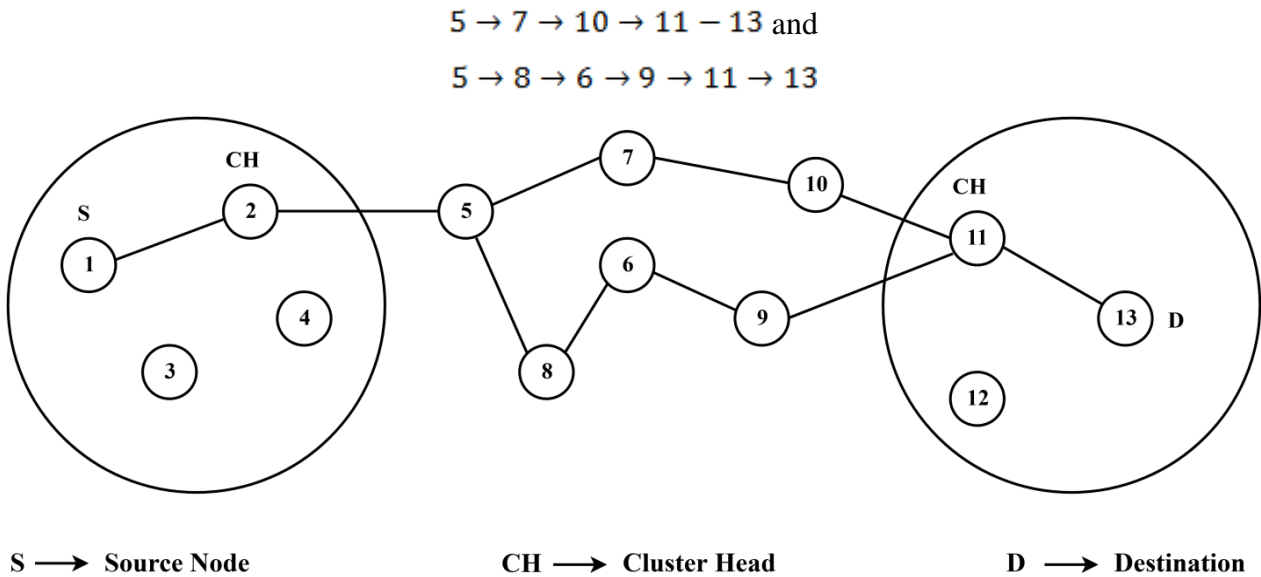 5 → 7 → 10 → 11 − 13 and
5 → 8 → 6 → 9 → 11 → 13
CH
7
10
CH
S
2
5
11
1
6
4
9
13 D
3
8
12
S → Source Node
CH → Cluster Head
D → Destination